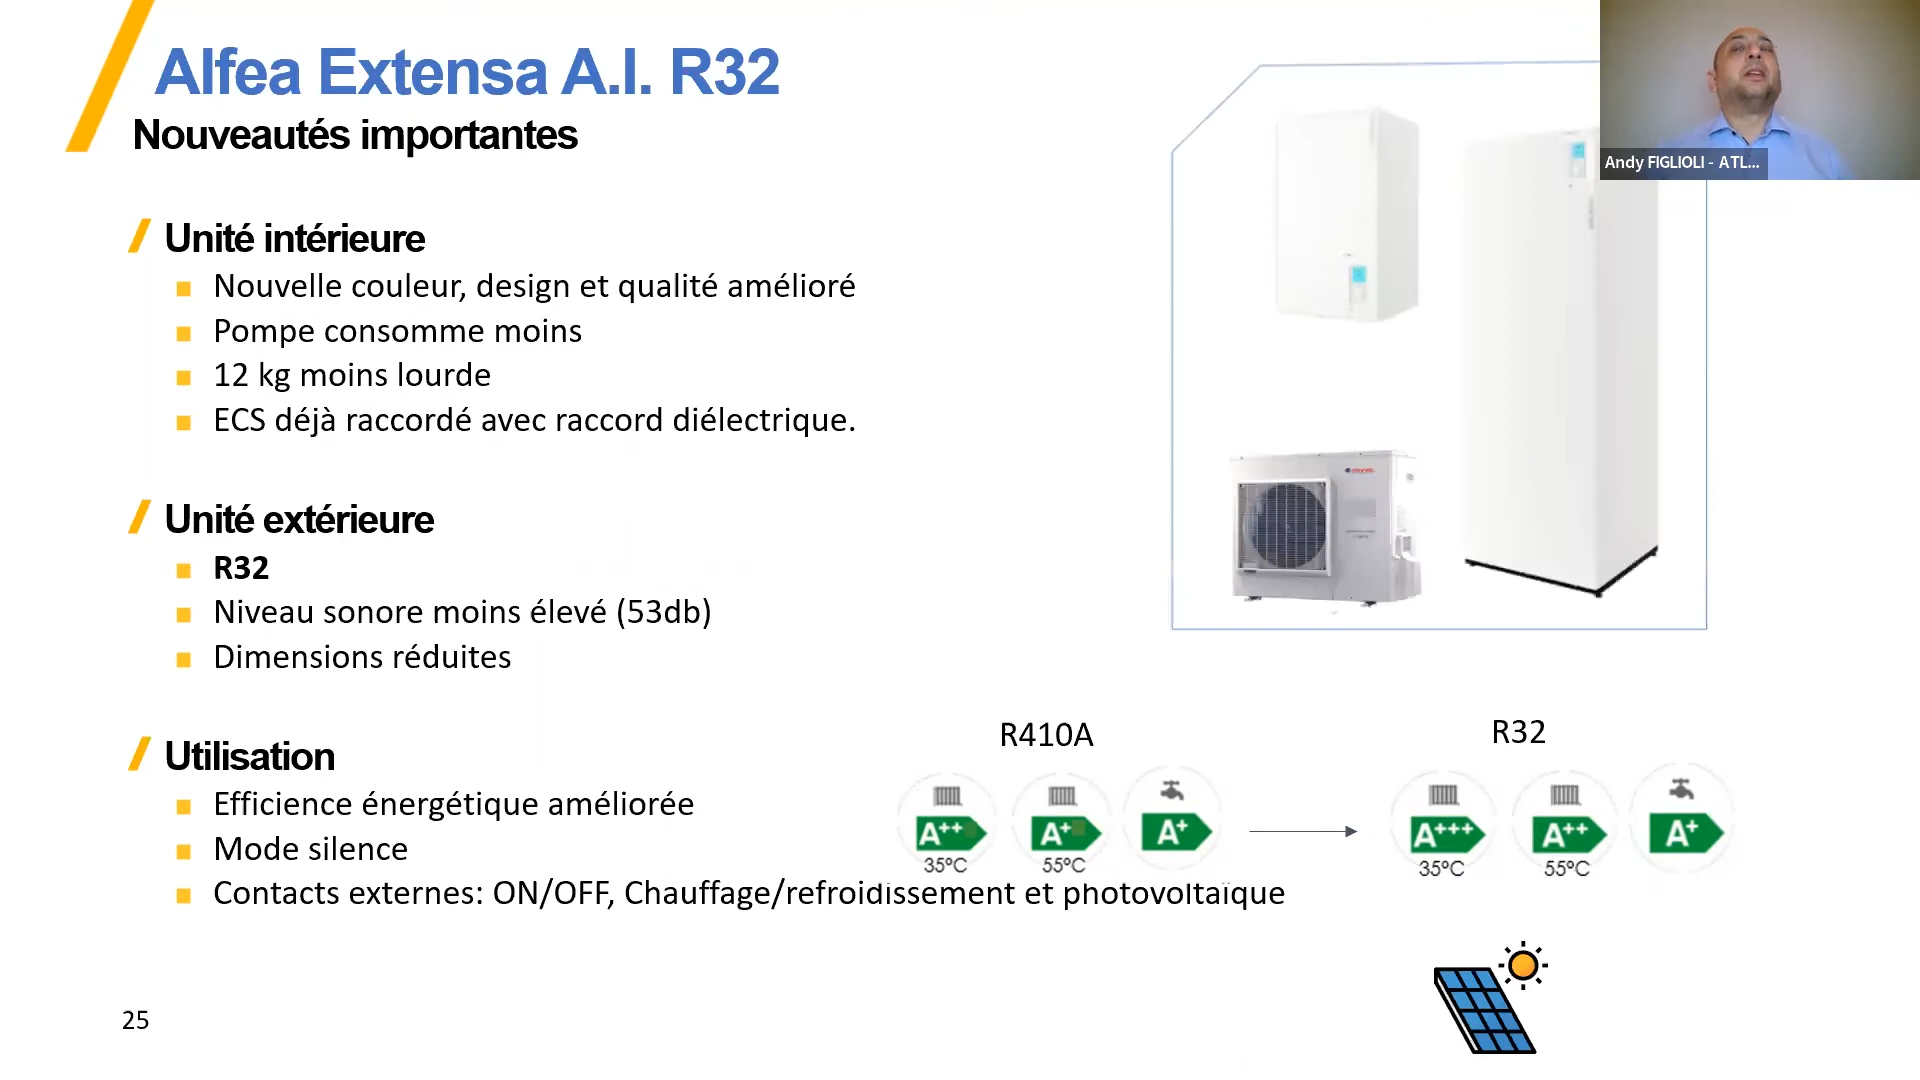 Alfea Extensa A.I. R32
Nouveautés importantes
Andy FIGLIOLI - ATL...
Unité intérieure
Nouvelle couleur, design et qualité amélioré
Pompe consomme moins
12 kg moins lourde
ECS déjà raccordé avec raccord diélectrique.
Unité extérieure
R32
Niveau sonore moins élevé (53db)
Dimensions réduites
Utilisation
Efficience énergétique améliorée
Mode silence
Contacts externes: ON/OFF, Chauffage/refroidissement et photovoltaïque
R410A
A++
35°C
A+
55°C
A+
R32
A+++
35°C
A++
55°C
A+
25